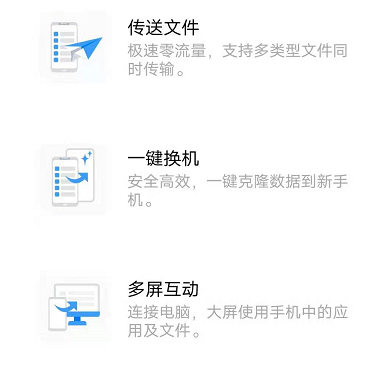 传送文件
极速零流量，支持多类型文件同
时传输。
一键换机
安全高效，一键克隆数据到新手
机。
多屏互动
连接电脑，大屏使用手机中的应
用及文件。